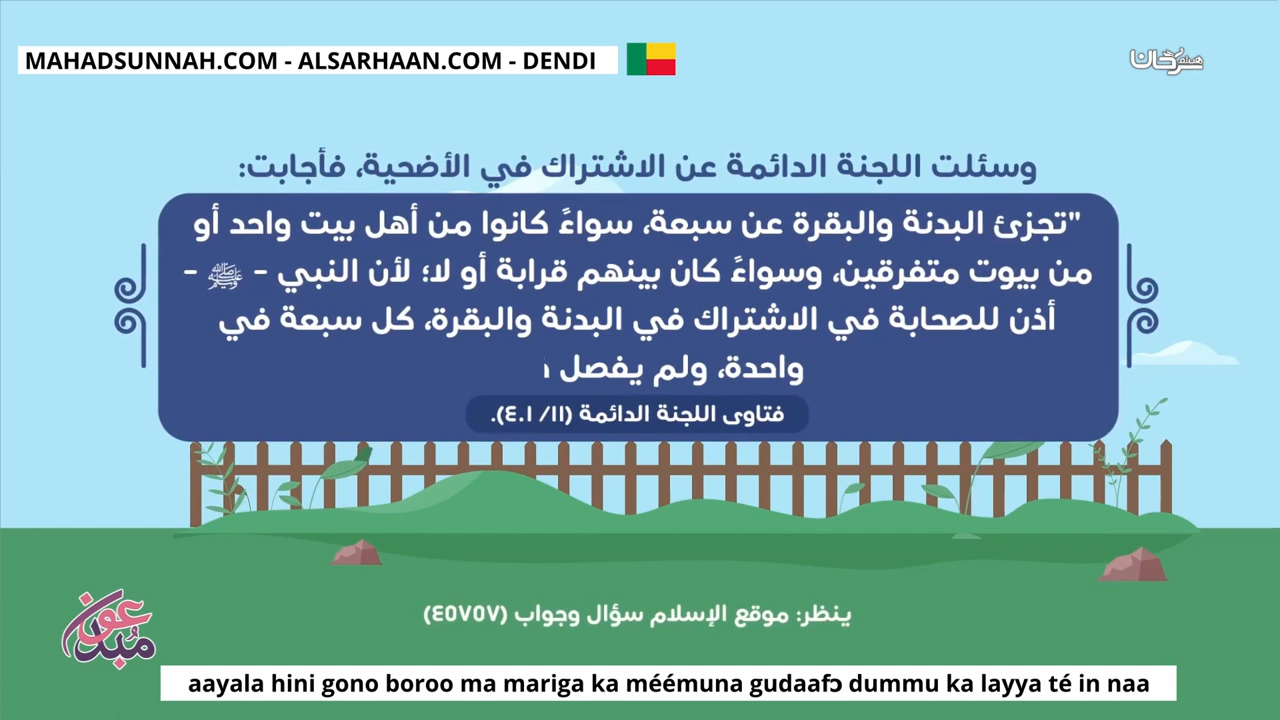 MAHADSUNNAH.COM - ALSARHAAN.COM - DENDI
وسئلت اللجنة الدائمة عن الاشتراك في الأضحية، فأجابت:
"تجزئ البدنة والبقرة عن سبعة، سواءً كانوا من أهل بيت واحد أو
من بيوت متفرقين، وسواءً كان بينهم قرابة أو لا؛ لأن النبي - ﷺ -
أذن للصحابة في الاشتراك في البدنة والبقرة، كل سبعة في
واحدة، ولم يفصل
فتاوى اللجنة الدائمة (١١/ ٤٠١).
ينظر: موقع الإسلام سؤال وجواب (٤٥٧٥٧)
مبدعون
aayala hini gono boroo ma mariga ka méémuna gudaafɔ dummu ka layya té in naa